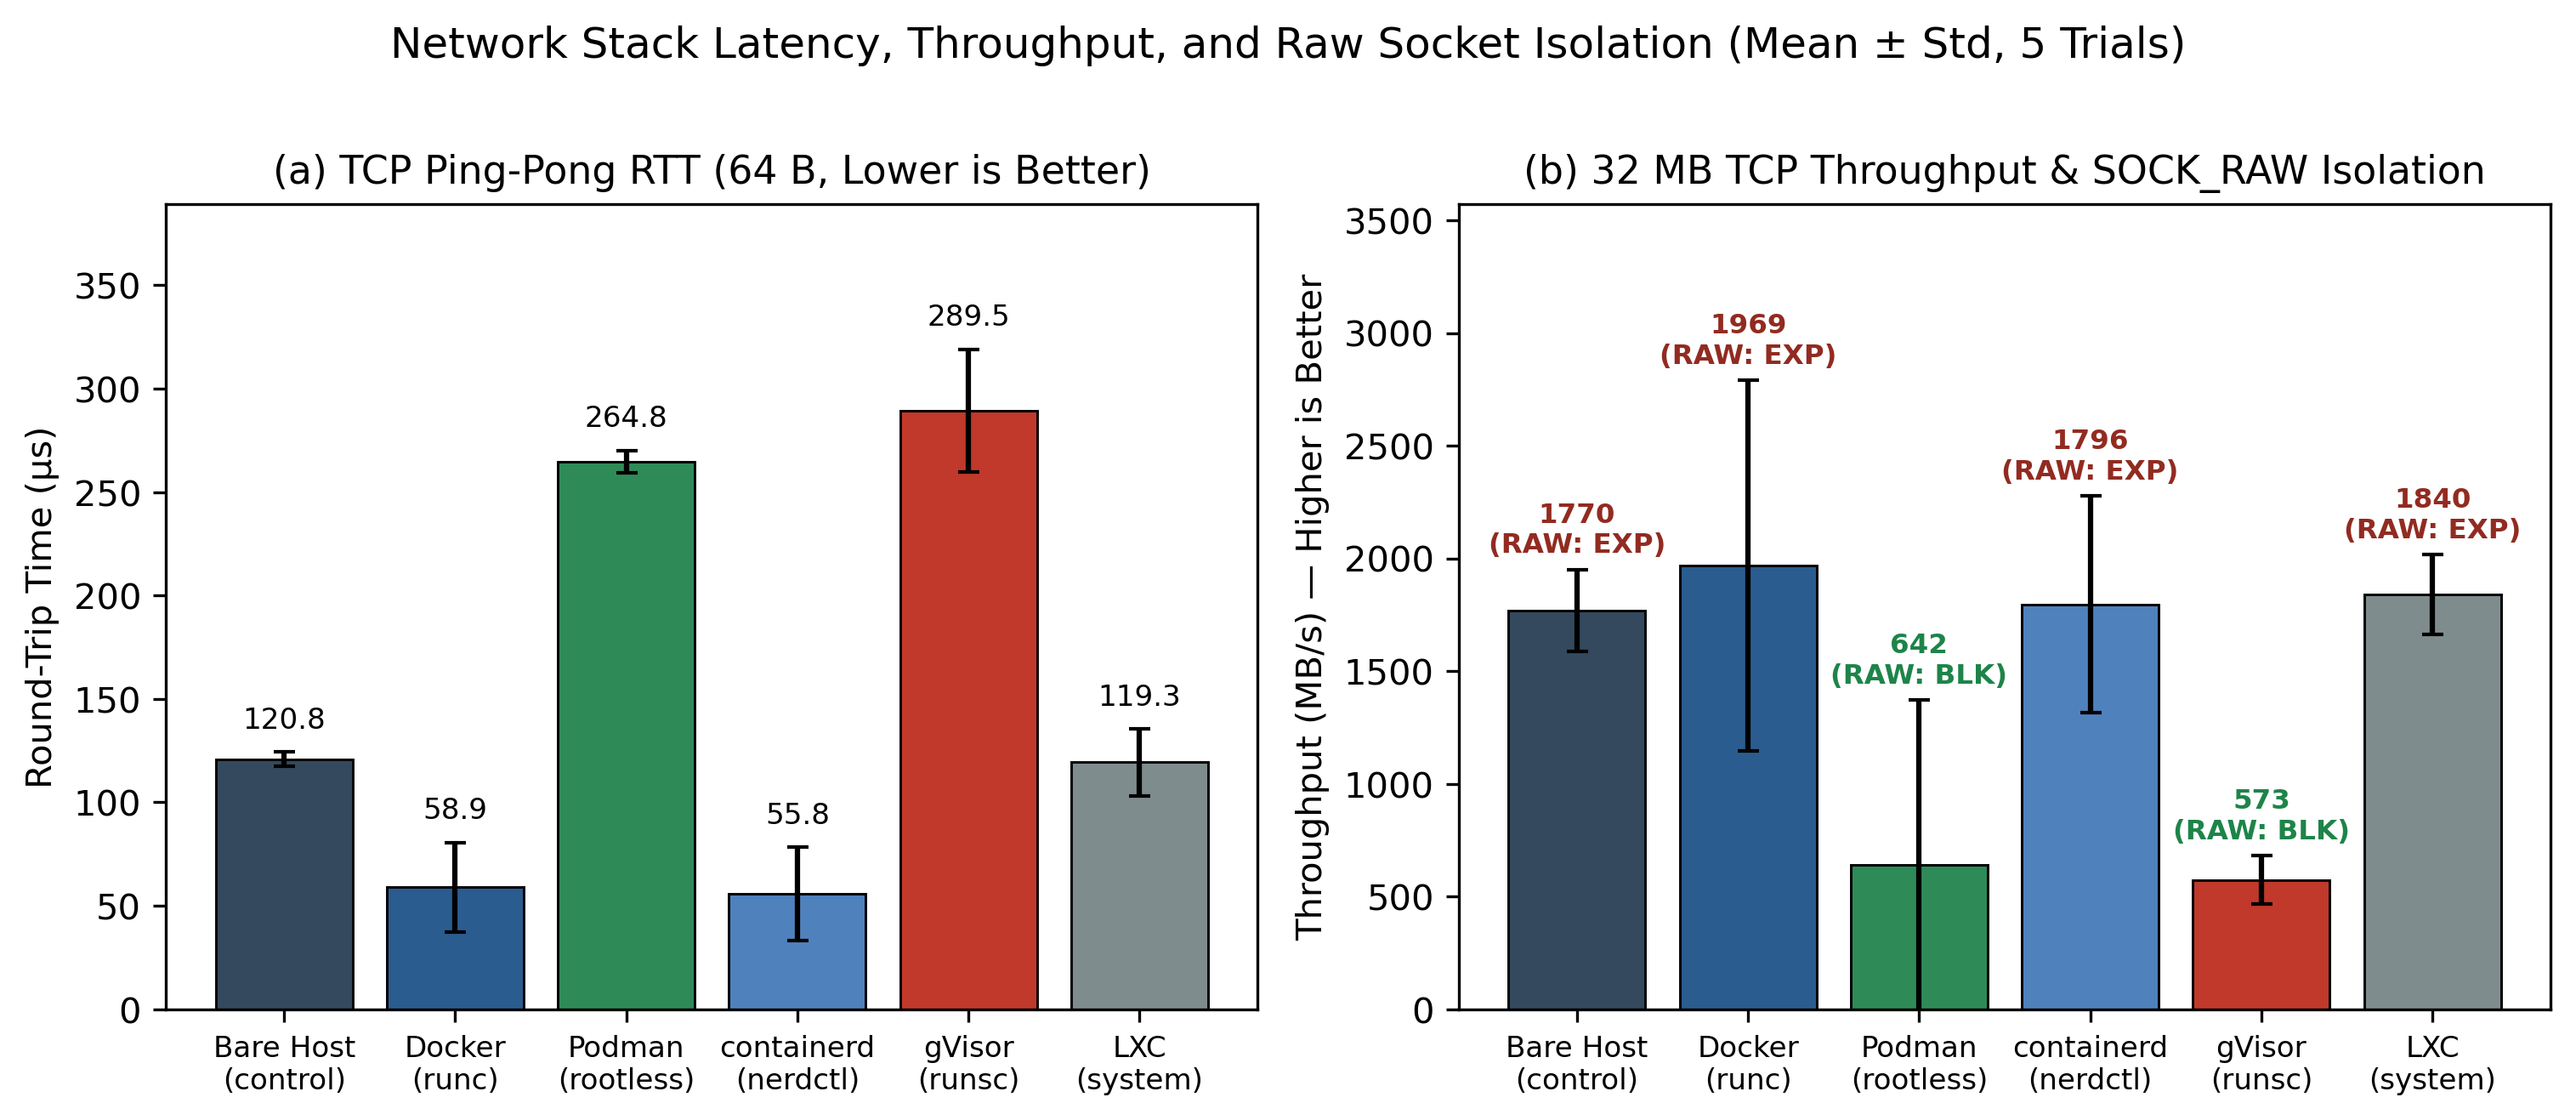 Network Stack Latency, Throughput, and Raw Socket Isolation (Mean ± Std, 5 Trials)
(a) TCP Ping-Pong RTT (64 B, Lower is Better)
Round-Trip Time (µs)
350
300
250
200
150
100
50
0
120.8
58.9
264.8
55.8
289.5
119.3
Bare Host
(control)
Docker
(runc)
Podman
(rootless)
containerd
(nerdctl)
gVisor
(runsc)
LXC
(system)
(b) 32 MB TCP Throughput & SOCK_RAW Isolation
Throughput (MB/s) — Higher is Better
3500
3000
2500
2000
1500
1000
500
0
1770
(RAW: EXP)
1969
(RAW: EXP)
642
(RAW: BLK)
1796
(RAW: EXP)
573
(RAW: BLK)
1840
(RAW: EXP)
Bare Host
(control)
Docker
(runc)
Podman
(rootless)
containerd
(nerdctl)
gVisor
(runsc)
LXC
(system)